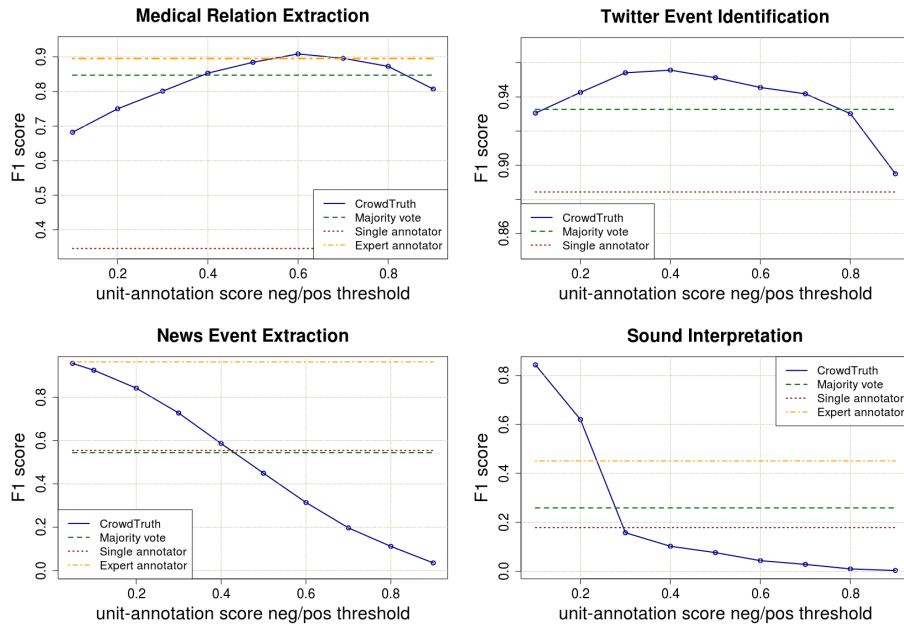 Medical Relation Extraction
F1 score
0.9
0.8
0.7
0.6
0.5
0.4
CrowdTruth
Majority vote
Single annotator
Expert annotator
0.2 0.4 0.6 0.8
unit-annotation score neg/pos threshold
Twitter Event Identification
F1 score
0.94
0.90
0.86
CrowdTruth
Majority vote
Single annotator
0.2 0.4 0.6 0.8
unit-annotation score neg/pos threshold
News Event Extraction
F1 score
0.8
0.6
0.4
0.2
0.0
CrowdTruth
Majority vote
Single annotator
Expert annotator
0.2 0.4 0.6 0.8
unit-annotation score neg/pos threshold
Sound Interpretation
F1 score
0.8
0.6
0.4
0.2
0.0
CrowdTruth
Majority vote
Single annotator
Expert annotator
0.2 0.4 0.6 0.8
unit-annotation score neg/pos threshold